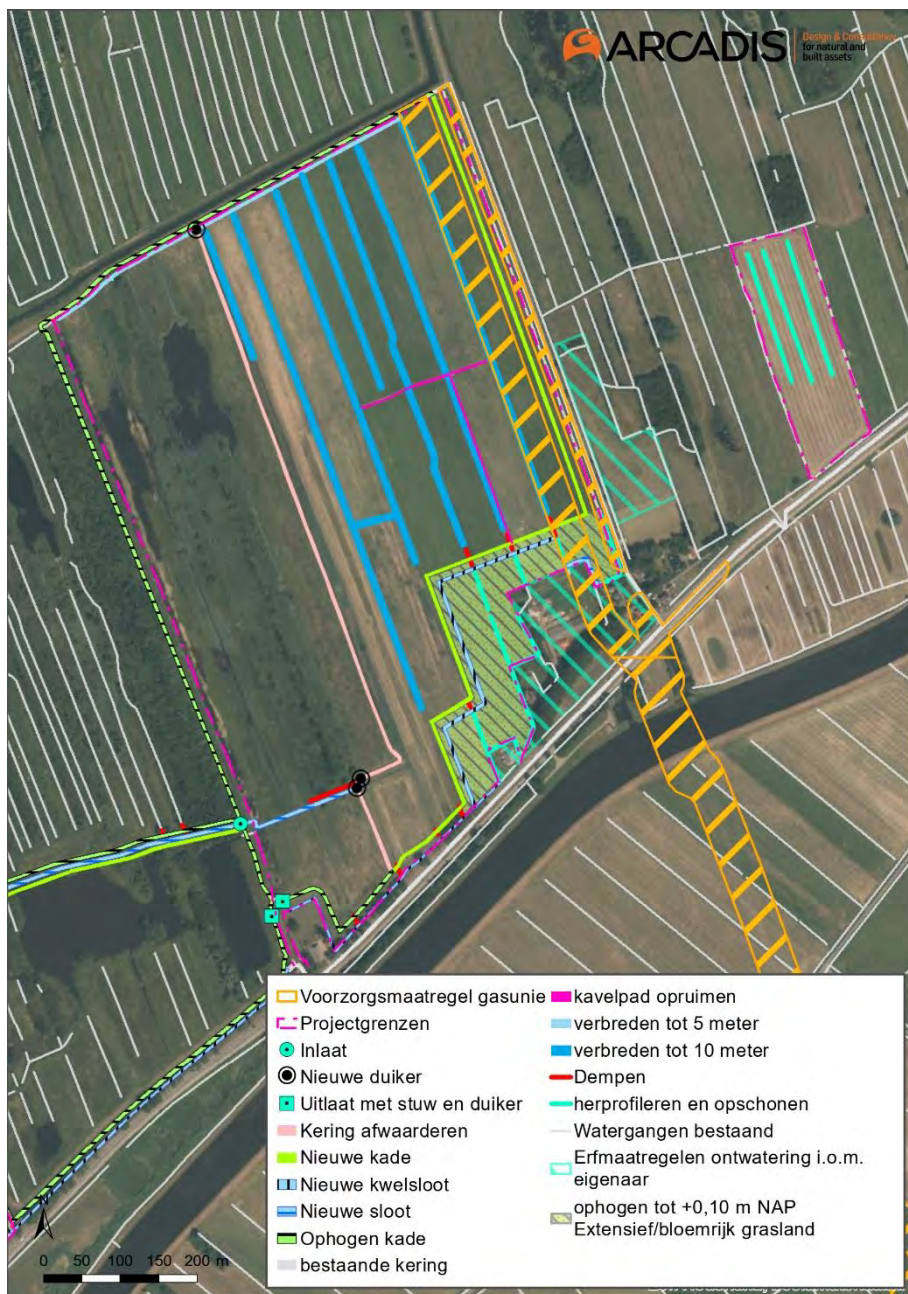 ARCADIS
Design & Consultancy
for natural and
built assets
Voorzorgsmaatregel gasunie
Projectgrenzen
Inlaat
Nieuwe duiker
Uitlaat met stuw en duiker
Kering afwaarderen
Nieuwe kade
Nieuwe kwelsloot
Nieuwe sloot
Ophogen kade
bestaande kering
kavelpad opruimen
verbreden tot 5 meter
verbreden tot 10 meter
Dempen
herprofileren en opschonen
Watergangen bestaand
Erfmaatregelen ontwatering i.o.m.
eigenaar
ophogen tot +0,10 m NAP
Extensief/bloemrijk grasland
N
0 50 100 150 200 m